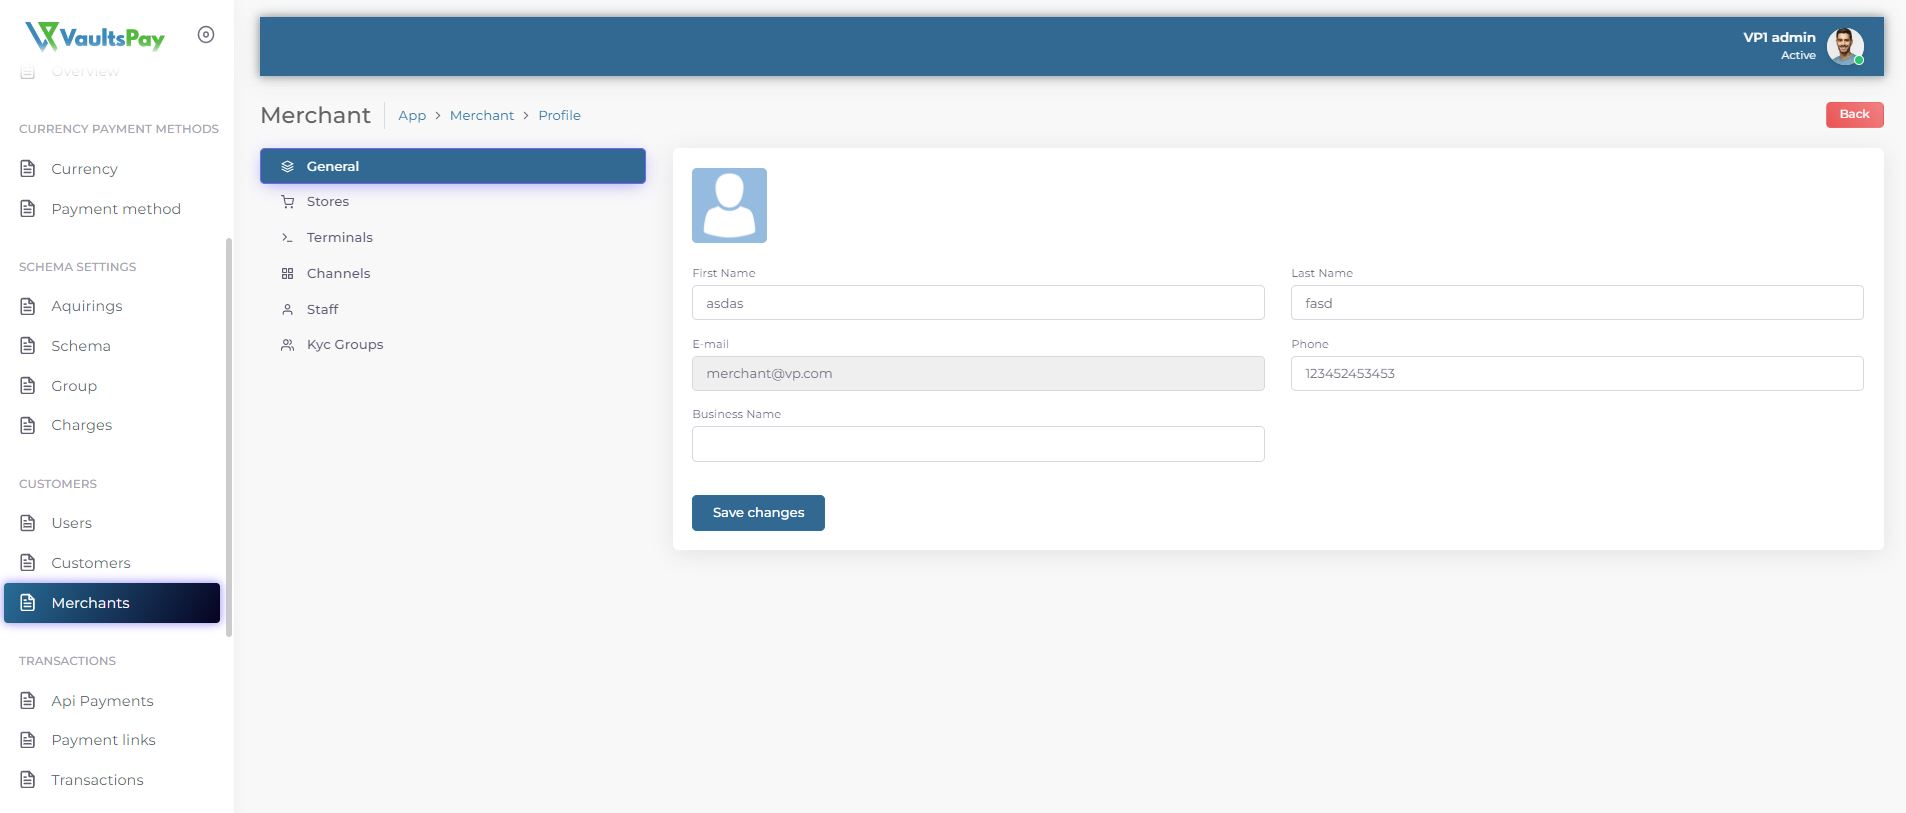 VaultsPay
Overview
CURRENCY PAYMENT METHODS
Currency
Payment method
SCHEMA SETTINGS
Aquirings
Schema
Group
Charges
CUSTOMERS
Users
Customers
Merchants
TRANSACTIONS
Api Payments
Payment links
Transactions
VP1 admin
Active
Merchant
App > Merchant > Profile
Back
General
Stores
Terminals
Channels
Staff
Kyc Groups
First Name
asdas
Last Name
fasd
E-mail
merchant@vp.com
Phone
123452453453
Business Name
Save changes